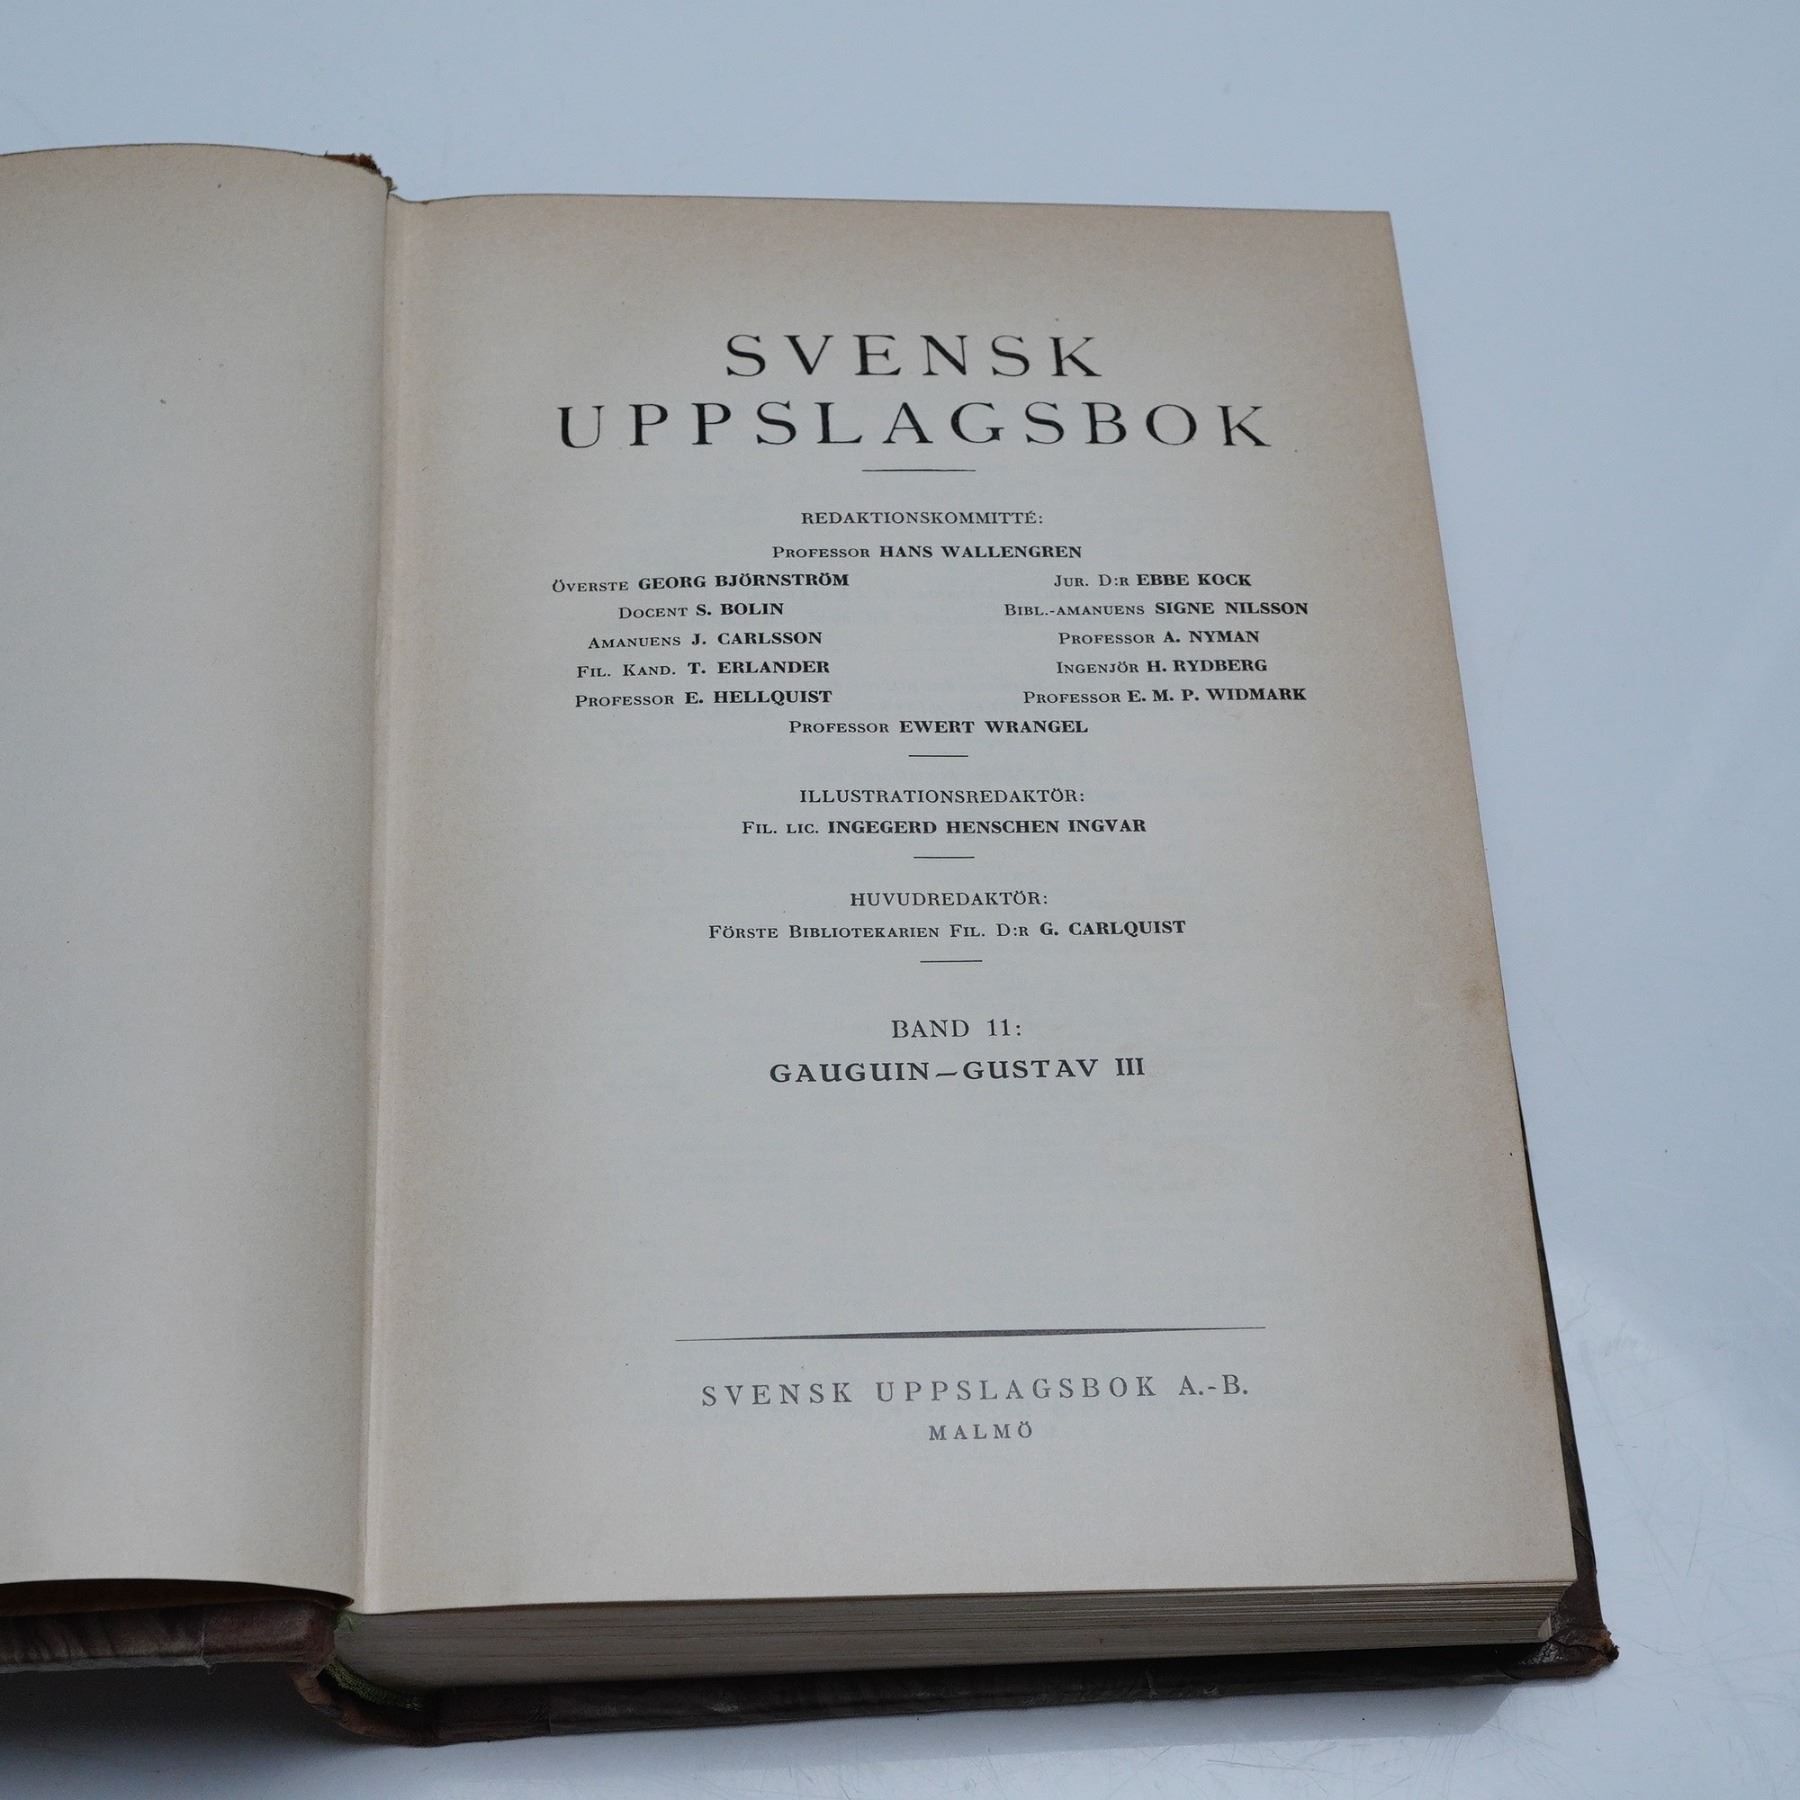 SVENSK
UPPSLAGSBOK
REDAKTIONSKOMMITTÉ:
PROFESSOR HANS WALLENGREN
ÖVERSTE GEORG BJÖRNSTRÖM JUR. D:R EBBE KOCK
DOCENT S. BOLIN BIBL.-AMANUENS SIGNE NILSSON
AMANUENS J. CARLSSON PROFESSOR A. NYMAN
FIL. KAND. T. ERLANDER INGENJÖR H. RYDBERG
PROFESSOR E. HELLQUIST PROFESSOR E. M. P. WIDMARK
PROFESSOR EWERT WRANGEL
ILLUSTRATIONSREDAKTÖR:
FIL. LIC. INGEGERD HENSCHEN INGVAR
HUVUDREDAKTÖR:
FÖRSTE BIBLIOTEKARIEN FIL. D:R G. CARLQUIST
BAND 11:
GAUGUIN—GUSTAV III
SVENSK UPPSLAGSBOK A.-B.
MALMÖ